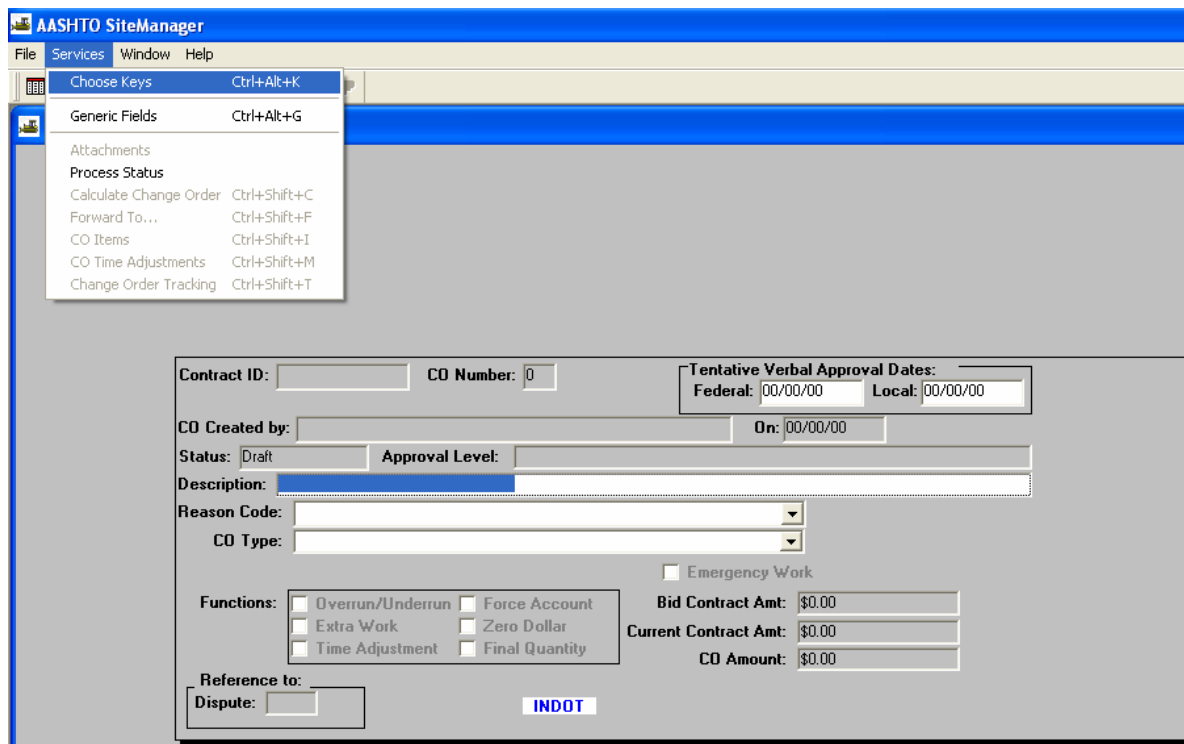 AASHTO SiteManager
File Services Window Help
Choose Keys Ctrl+Alt+K
Generic Fields Ctrl+Alt+G
Attachments
Process Status
Calculate Change Order Ctrl+Shift+C
Forward To... Ctrl+Shift+F
CO Items Ctrl+Shift+I
CO Time Adjustments Ctrl+Shift+M
Change Order Tracking Ctrl+Shift+T
Tentative Verbal Approval Dates:
Contract ID: CO Number: 0 Federal: 00/00/00 Local: 00/00/00
CO Created by: On: 00/00/00
Status: Draft Approval Level:
Description:
Reason Code:
CO Type:
Emergency Work
Functions: Overrun/Underrun Force Account Bid Contract Amt: $0.00
Extra Work Zero Dollar Current Contract Amt: $0.00
Time Adjustment Final Quantity CO Amount: $0.00
Reference to:
Dispute:
INDOT